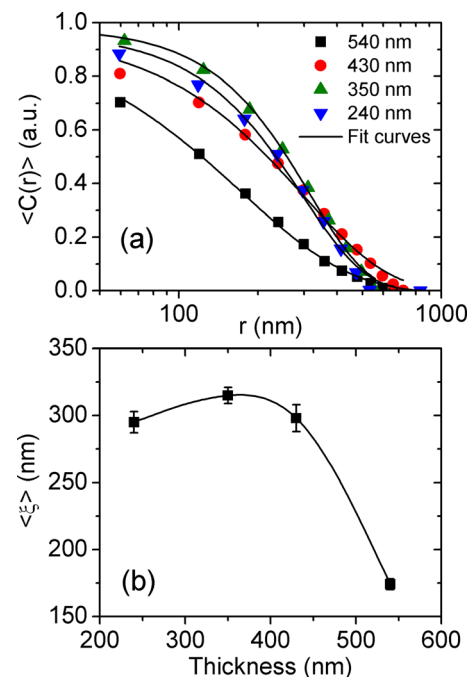 1.0
0.8
0.6
0.4
0.2
0.0
<C(r)> (a.u.)
540 nm
430 nm
350 nm
240 nm
Fit curves
(a)
100
1000
r (nm)
350
300
250
200
150
<ξ> (nm)
(b)
200
300
400
500
600
Thickness (nm)